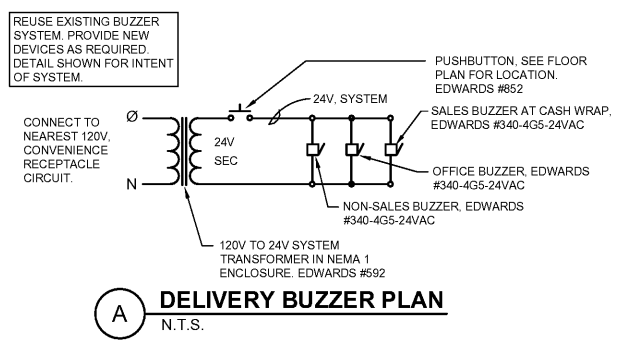 REUSE EXISTING BUZZER
SYSTEM. PROVIDE NEW
DEVICES AS REQUIRED.
DETAIL SHOWN FOR INTENT
OF SYSTEM.
PUSHBUTTON, SEE FLOOR
PLAN FOR LOCATION.
EDWARDS #852
24V, SYSTEM
SALES BUZZER AT CASH WRAP,
EDWARDS #340-4G5-24VAC
CONNECT TO
NEAREST 120V,
CONVENIENCE
RECEPTACLE
CIRCUIT.
Ø
N
24V
SEC
OFFICE BUZZER, EDWARDS
#340-4G5-24VAC
NON-SALES BUZZER, EDWARDS
#340-4G5-24VAC
120V TO 24V SYSTEM
TRANSFORMER IN NEMA 1
ENCLOSURE. EDWARDS #592
A
DELIVERY BUZZER PLAN
N.T.S.